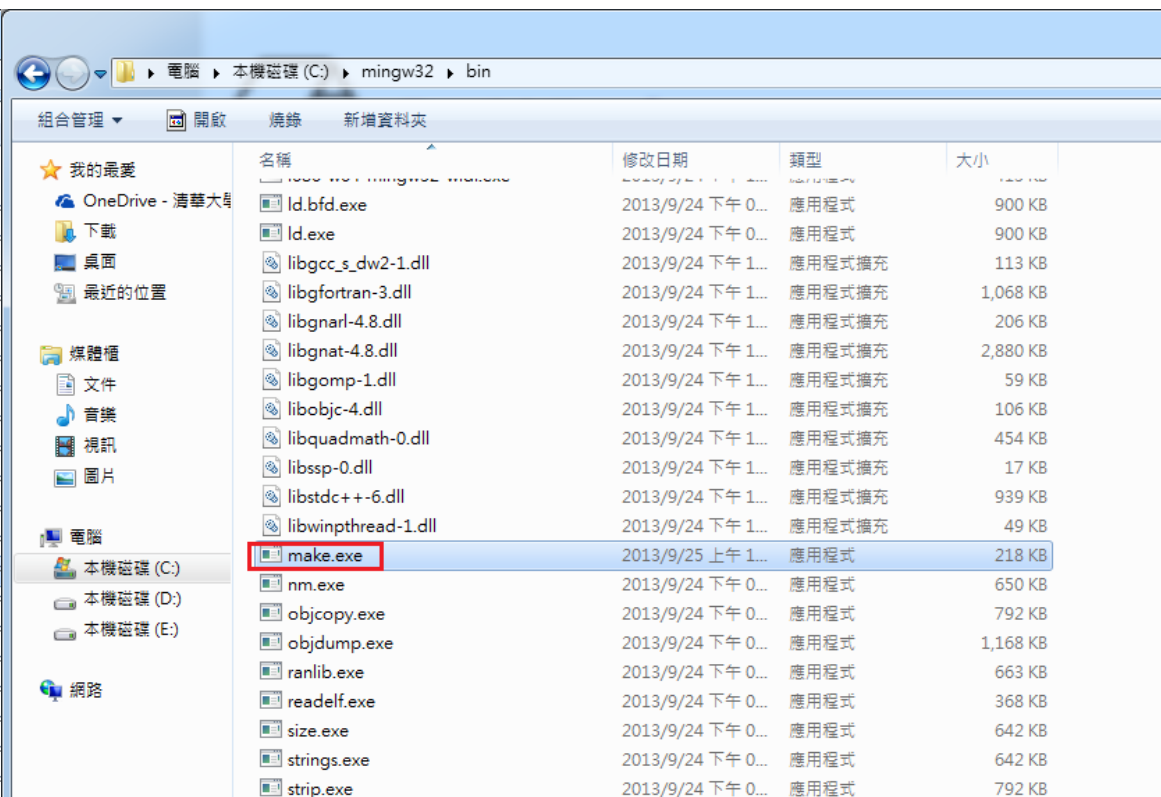 電腦 本機磁碟 (C:) mingw32 bin
組合管理 開啟 燒錄 新增資料夾
我的最愛
OneDrive - 清華大學
下載
桌面
最近的位置
媒體櫃
文件
音樂
視訊
圖片
電腦
本機磁碟 (C:)
本機磁碟 (D:)
本機磁碟 (E:)
網路
名稱 修改日期 類型 大小
ld.bfd.exe 2013/9/24 下午 0... 應用程式 900 KB
ld.exe 2013/9/24 下午 0... 應用程式 900 KB
libgcc_s_dw2-1.dll 2013/9/24 下午 1... 應用程式擴充 113 KB
libgfortran-3.dll 2013/9/24 下午 1... 應用程式擴充 1,068 KB
libgnarl-4.8.dll 2013/9/24 下午 1... 應用程式擴充 206 KB
libgnat-4.8.dll 2013/9/24 下午 1... 應用程式擴充 2,880 KB
libgomp-1.dll 2013/9/24 下午 1... 應用程式擴充 59 KB
libobjc-4.dll 2013/9/24 下午 1... 應用程式擴充 106 KB
libquadmath-0.dll 2013/9/24 下午 1... 應用程式擴充 454 KB
libssp-0.dll 2013/9/24 下午 1... 應用程式擴充 17 KB
libstdc++-6.dll 2013/9/24 下午 1... 應用程式擴充 939 KB
libwinpthread-1.dll 2013/9/24 下午 1... 應用程式擴充 49 KB
make.exe 2013/9/25 上午 1... 應用程式 218 KB
nm.exe 2013/9/24 下午 0... 應用程式 650 KB
objcopy.exe 2013/9/24 下午 0... 應用程式 792 KB
objdump.exe 2013/9/24 下午 0... 應用程式 1,168 KB
ranlib.exe 2013/9/24 下午 0... 應用程式 663 KB
readelf.exe 2013/9/24 下午 0... 應用程式 368 KB
size.exe 2013/9/24 下午 0... 應用程式 642 KB
strings.exe 2013/9/24 下午 0... 應用程式 642 KB
strip.exe 2013/9/24 下午 0... 應用程式 792 KB